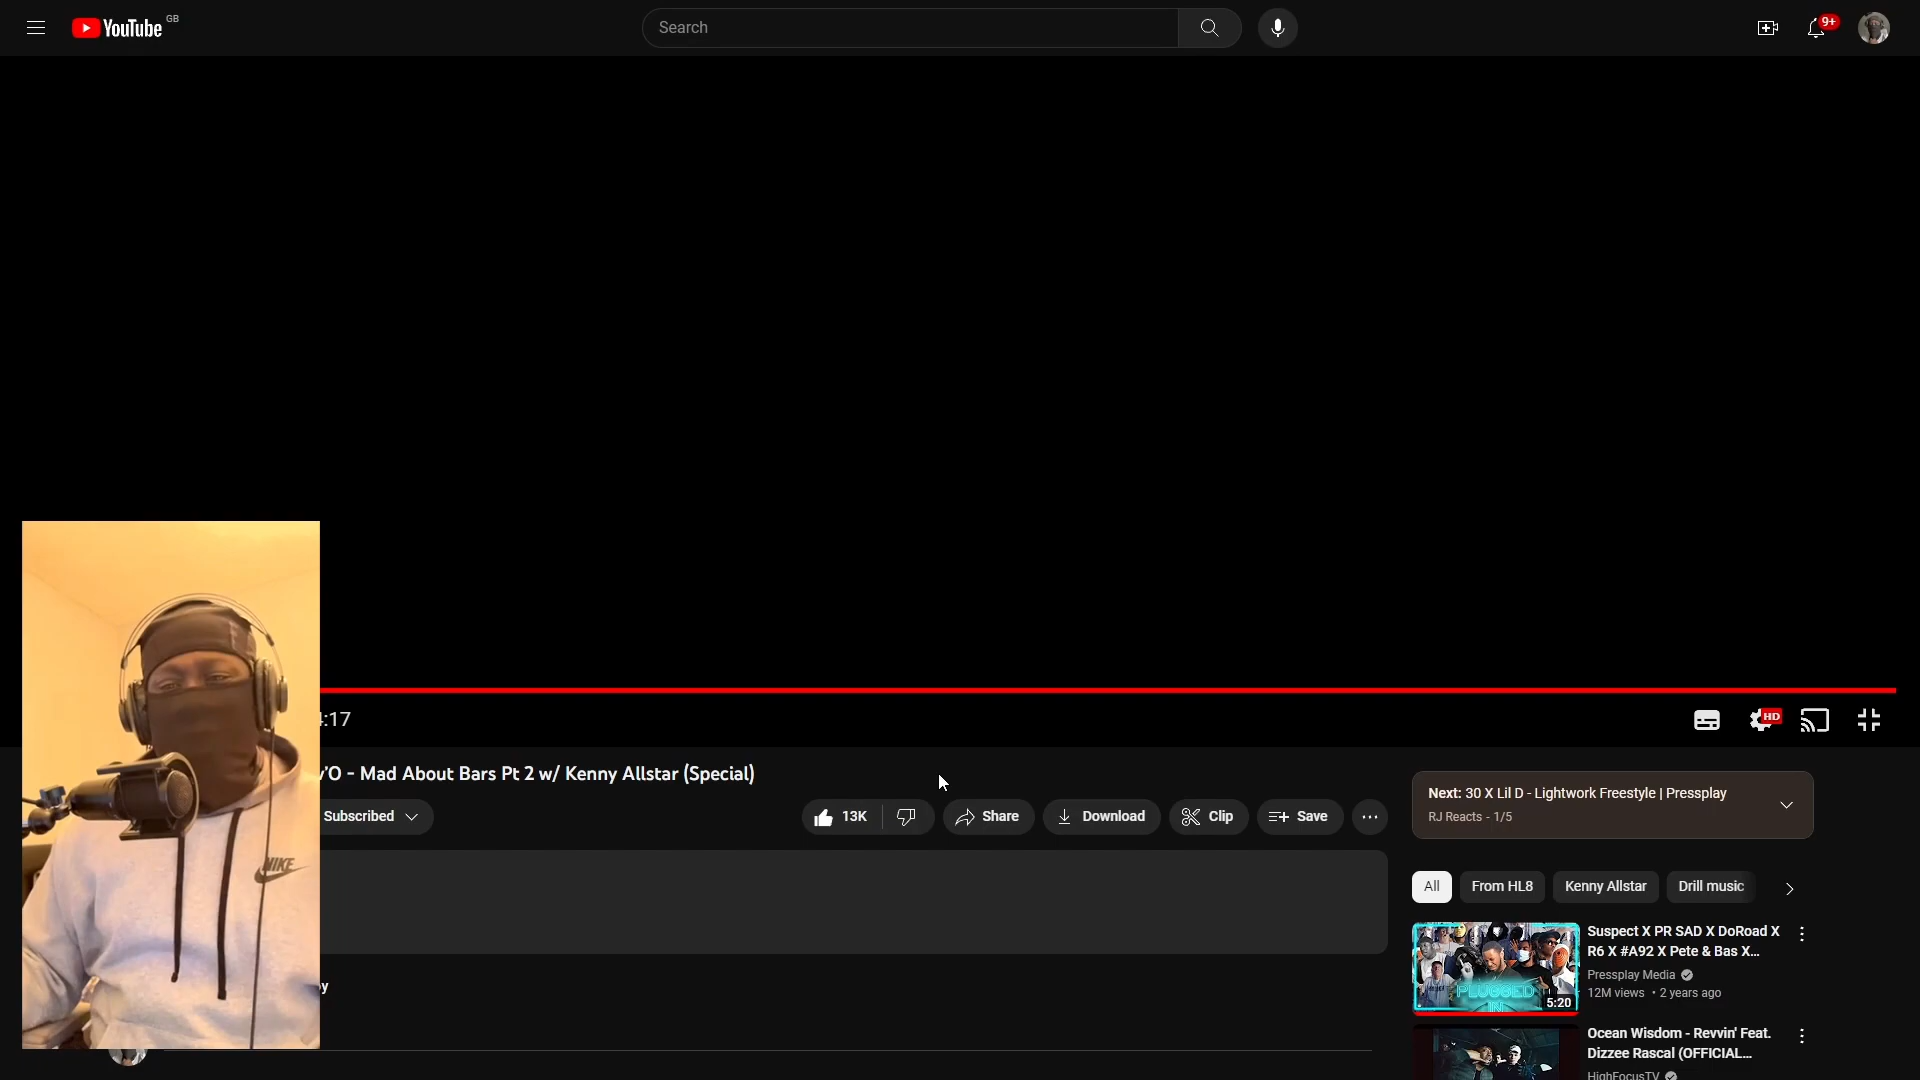 YouTube GB
Search
9+
:17
HD
'O - Mad About Bars Pt 2 w/ Kenny Allstar (Special)
Subscribed
13K
Share
Download
Clip
Save
NIKE
y
Next: 30 X Lil D - Lightwork Freestyle | Pressplay
RJ Reacts - 1/5
All
From HL8
Kenny Allstar
Drill music
PLUGGED
IN
5:20
Suspect X PR SAD X DoRoad X
R6 X #A92 X Pete & Bas X...
Pressplay Media
12M views • 2 years ago
Ocean Wisdom - Revvin' Feat.
Dizzee Rascal (OFFICIAL...
HighFocusTV